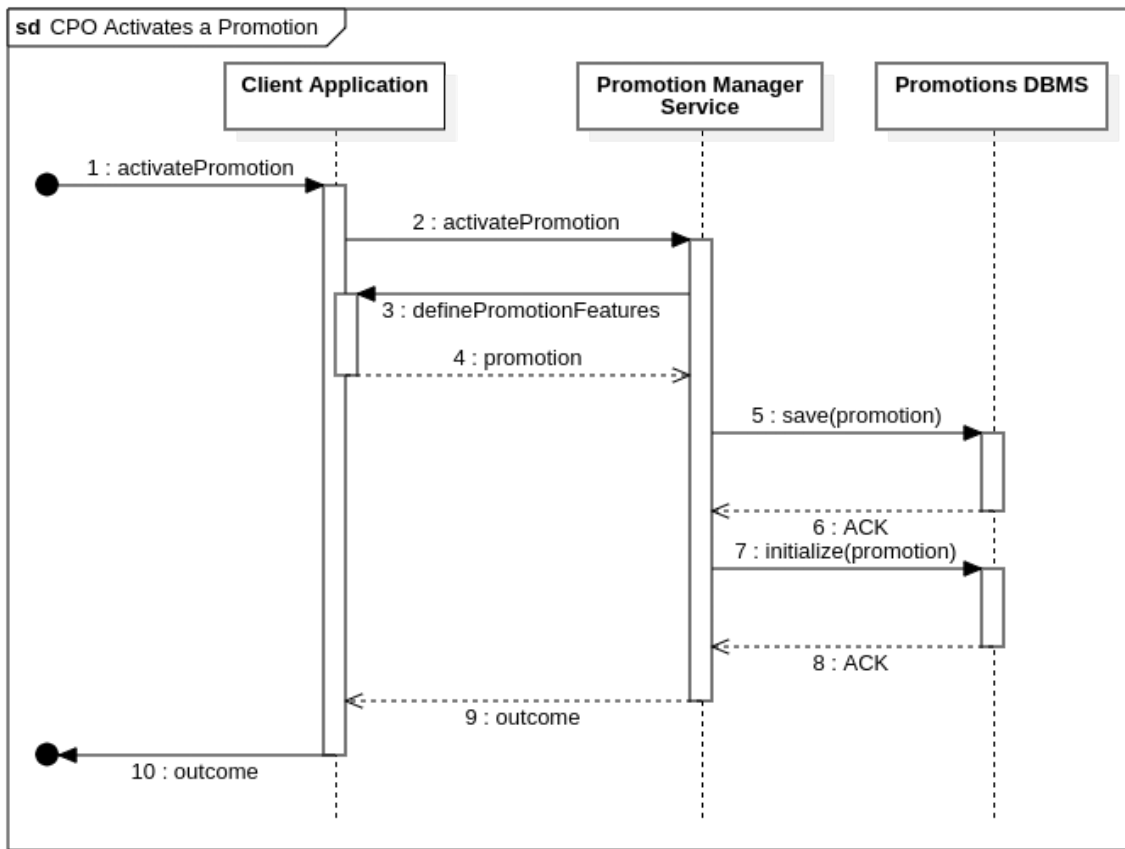 sd CPO Activates a Promotion
Client Application
Promotion Manager
Service
Promotions DBMS
1 : activatePromotion
2 : activatePromotion
3 : definePromotionFeatures
4 : promotion
5 : save(promotion)
6 : ACK
7 : initialize(promotion)
8 : ACK
9 : outcome
10 : outcome